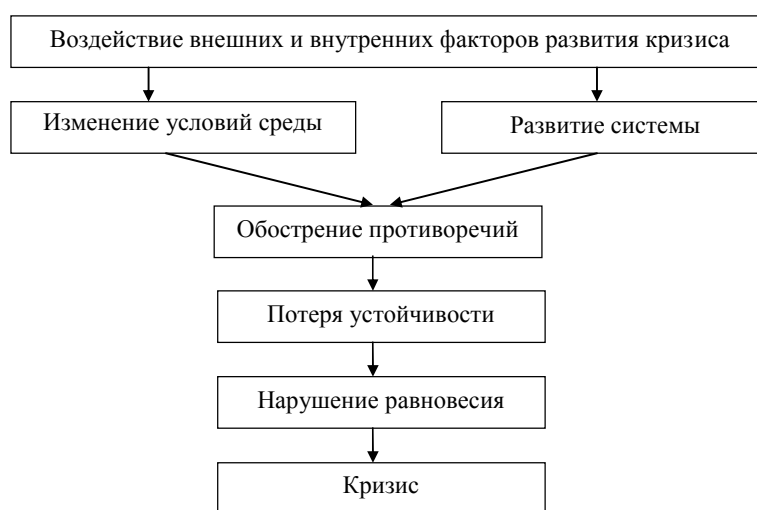 Воздействие внешних и внутренних факторов развития кризиса
Изменение условий среды
Развитие системы
Обострение противоречий
Потеря устойчивости
Нарушение равновесия
Кризис